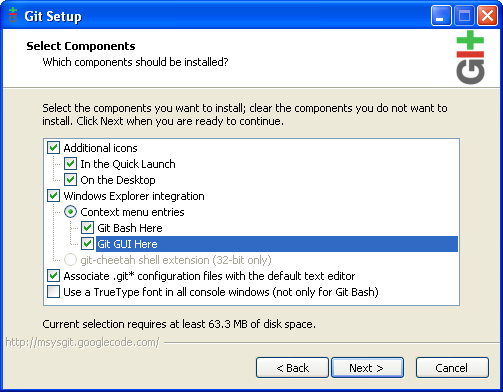 Git Setup
Select Components
Which components should be installed?
Git
Select the components you want to install; clear the components you do not want to
install. Click Next when you are ready to continue.
Additional icons
In the Quick Launch
On the Desktop
Windows Explorer integration
Context menu entries
Git Bash Here
Git GUI Here
git-cheetah shell extension (32-bit only)
Associate .git* configuration files with the default text editor
Use a TrueType font in all console windows (not only for Git Bash)
Current selection requires at least 63.3 MB of disk space.
http://msysgit.googlecode.com/
< Back
Next >
Cancel